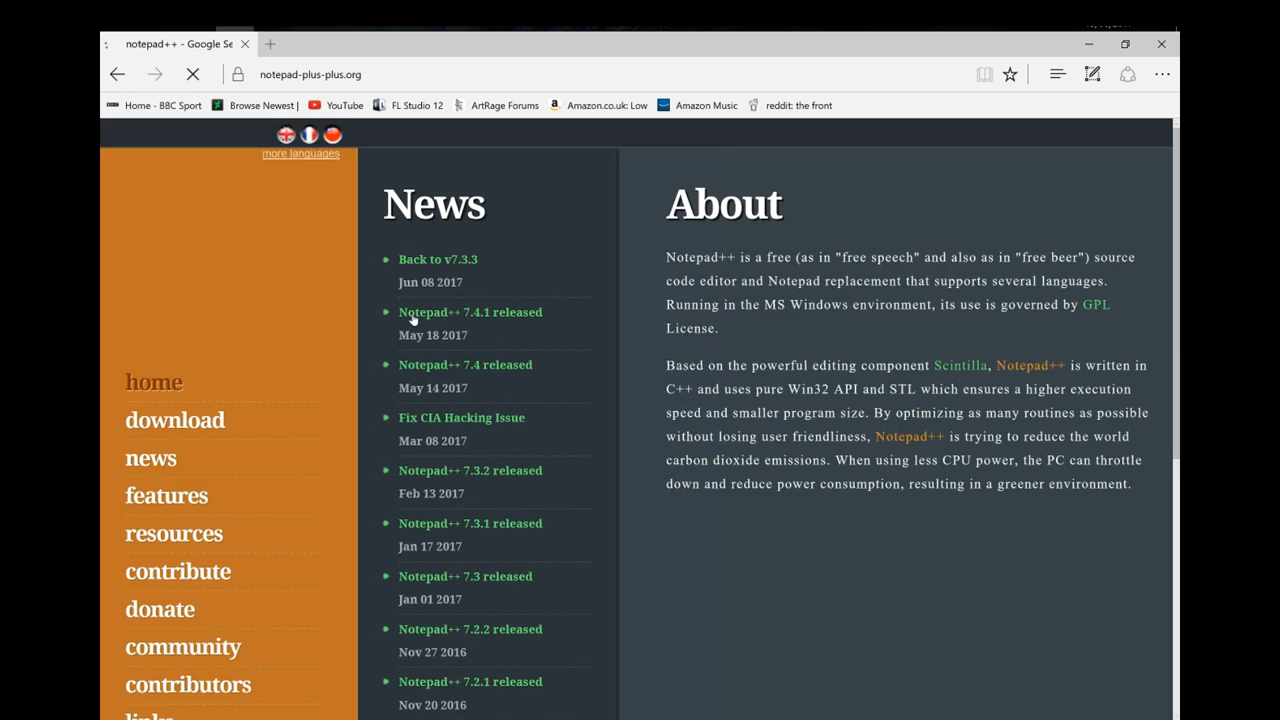 notepad++ - Google Se
notepad-plus-plus.org
Home - BBC Sport
Browse Newest |
YouTube
FL Studio 12
ArtRage Forums
Amazon.co.uk: Low
Amazon Music
reddit: the front
more languages
home
download
news
features
resources
contribute
donate
community
contributors
links
News
Back to v7.3.3
Jun 08 2017
Notepad++ 7.4.1 released
May 18 2017
Notepad++ 7.4 released
May 14 2017
Fix CIA Hacking Issue
Mar 08 2017
Notepad++ 7.3.2 released
Feb 13 2017
Notepad++ 7.3.1 released
Jan 17 2017
Notepad++ 7.3 released
Jan 01 2017
Notepad++ 7.2.2 released
Nov 27 2016
Notepad++ 7.2.1 released
Nov 20 2016
About
Notepad++ is a free (as in "free speech" and also as in "free beer") source
code editor and Notepad replacement that supports several languages.
Running in the MS Windows environment, its use is governed by GPL
License.
Based on the powerful editing component Scintilla, Notepad++ is written in
C++ and uses pure Win32 API and STL which ensures a higher execution
speed and smaller program size. By optimizing as many routines as possible
without losing user friendliness, Notepad++ is trying to reduce the world
carbon dioxide emissions. When using less CPU power, the PC can throttle
down and reduce power consumption, resulting in a greener environment.